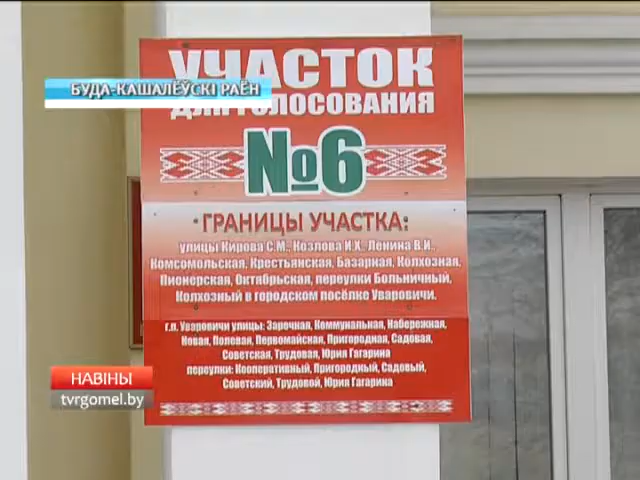 УЧАСТОК
БУДА-КАШАЛЁЎСКІ РАЁН
ДЛЯ ГОЛОСОВАНИЯ
№6
ГРАНИЦЫ УЧАСТКА:
улицы Кирова С.М., Козлова И.Х., Ленина В.И.,
Комсомольская, Крестьянская, Базарная, Колхозная,
Пионерская, Октябрьская, переулки Больничный,
Колхозный в городском посёлке Уваровичи.
г.п. Уваровичи улицы: Заречная, Коммунальная, Набережная,
Новая, Полевая, Первомайская, Пригородная, Садовая,
Советская, Трудовая, Юрия Гагарина
переулки: Кооперативный, Пригородный, Садовый,
Советский, Трудовой, Юрия Гагарина
НАВІНЫ
tvrgomel.by